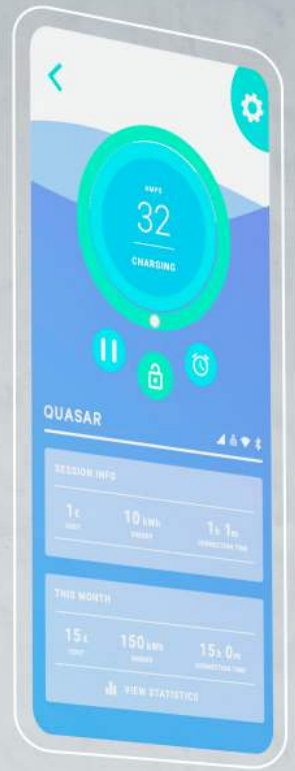 AMPS
32
CHARGING
QUASAR
SESSION INFO
1€ 10 kWh 1h 1m
COST ENERGY CONNECTION TIME
THIS MONTH
15€ 150 kWh 15h 0m
COST ENERGY CONNECTION TIME
VIEW STATISTICS